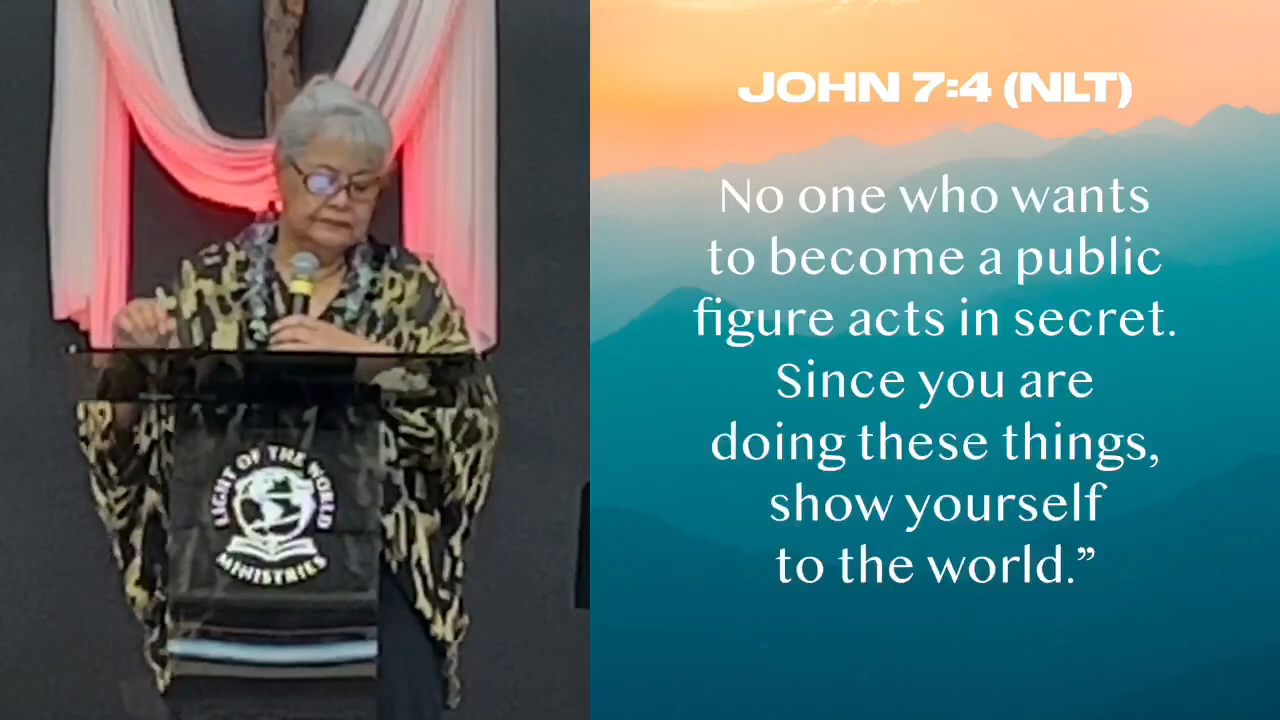 LIGHT OF THE WORLD
MINISTRIES
JOHN 7:4 (NLT)
No one who wants
to become a public
figure acts in secret.
Since you are
doing these things,
show yourself
to the world.”